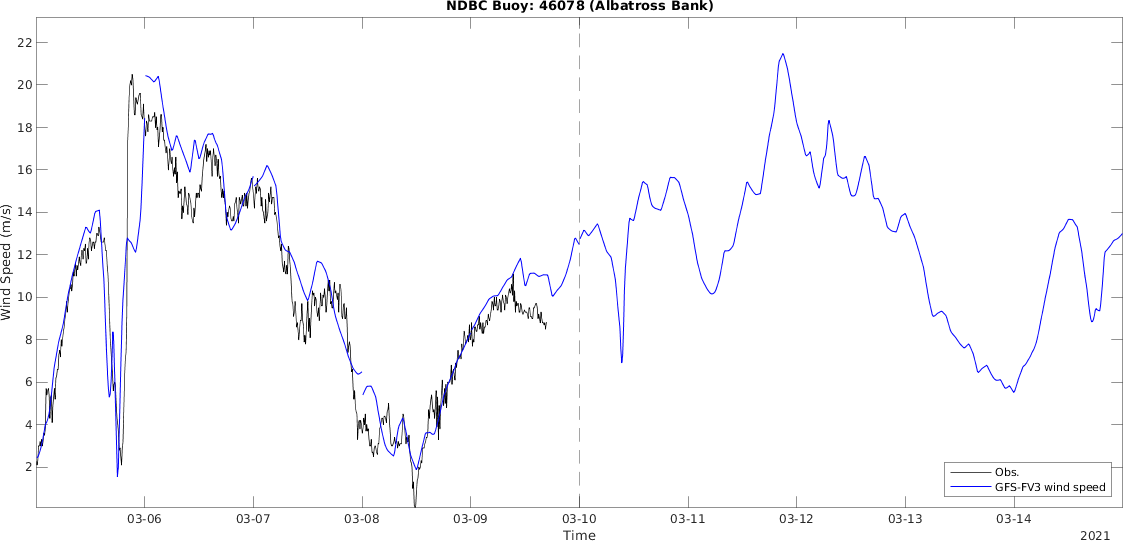 NDBC Buoy: 46078 (Albatross Bank)
Wind Speed (m/s)
22
20
18
16
14
12
10
8
6
4
2
Obs.
GFS-FV3 wind speed
03-06 03-07 03-08 03-09 03-10 03-11 03-12 03-13 03-14
Time
2021